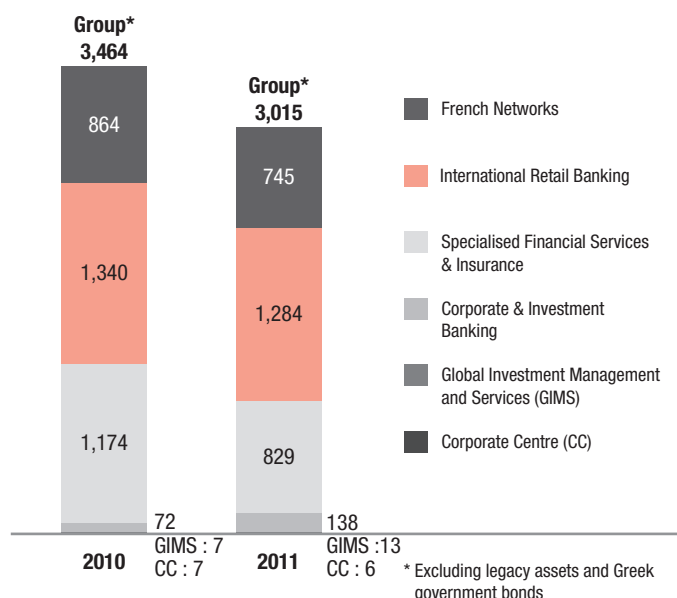 Group*
3,464
864
1,340
1,174
72
GIMS : 7
CC : 7
2010
Group*
3,015
745
1,284
829
138
GIMS :13
CC : 6
2011
French Networks
International Retail Banking
Specialised Financial Services
& Insurance
Corporate & Investment
Banking
Global Investment Management
and Services (GIMS)
Corporate Centre (CC)
* Excluding legacy assets and Greek
government bonds